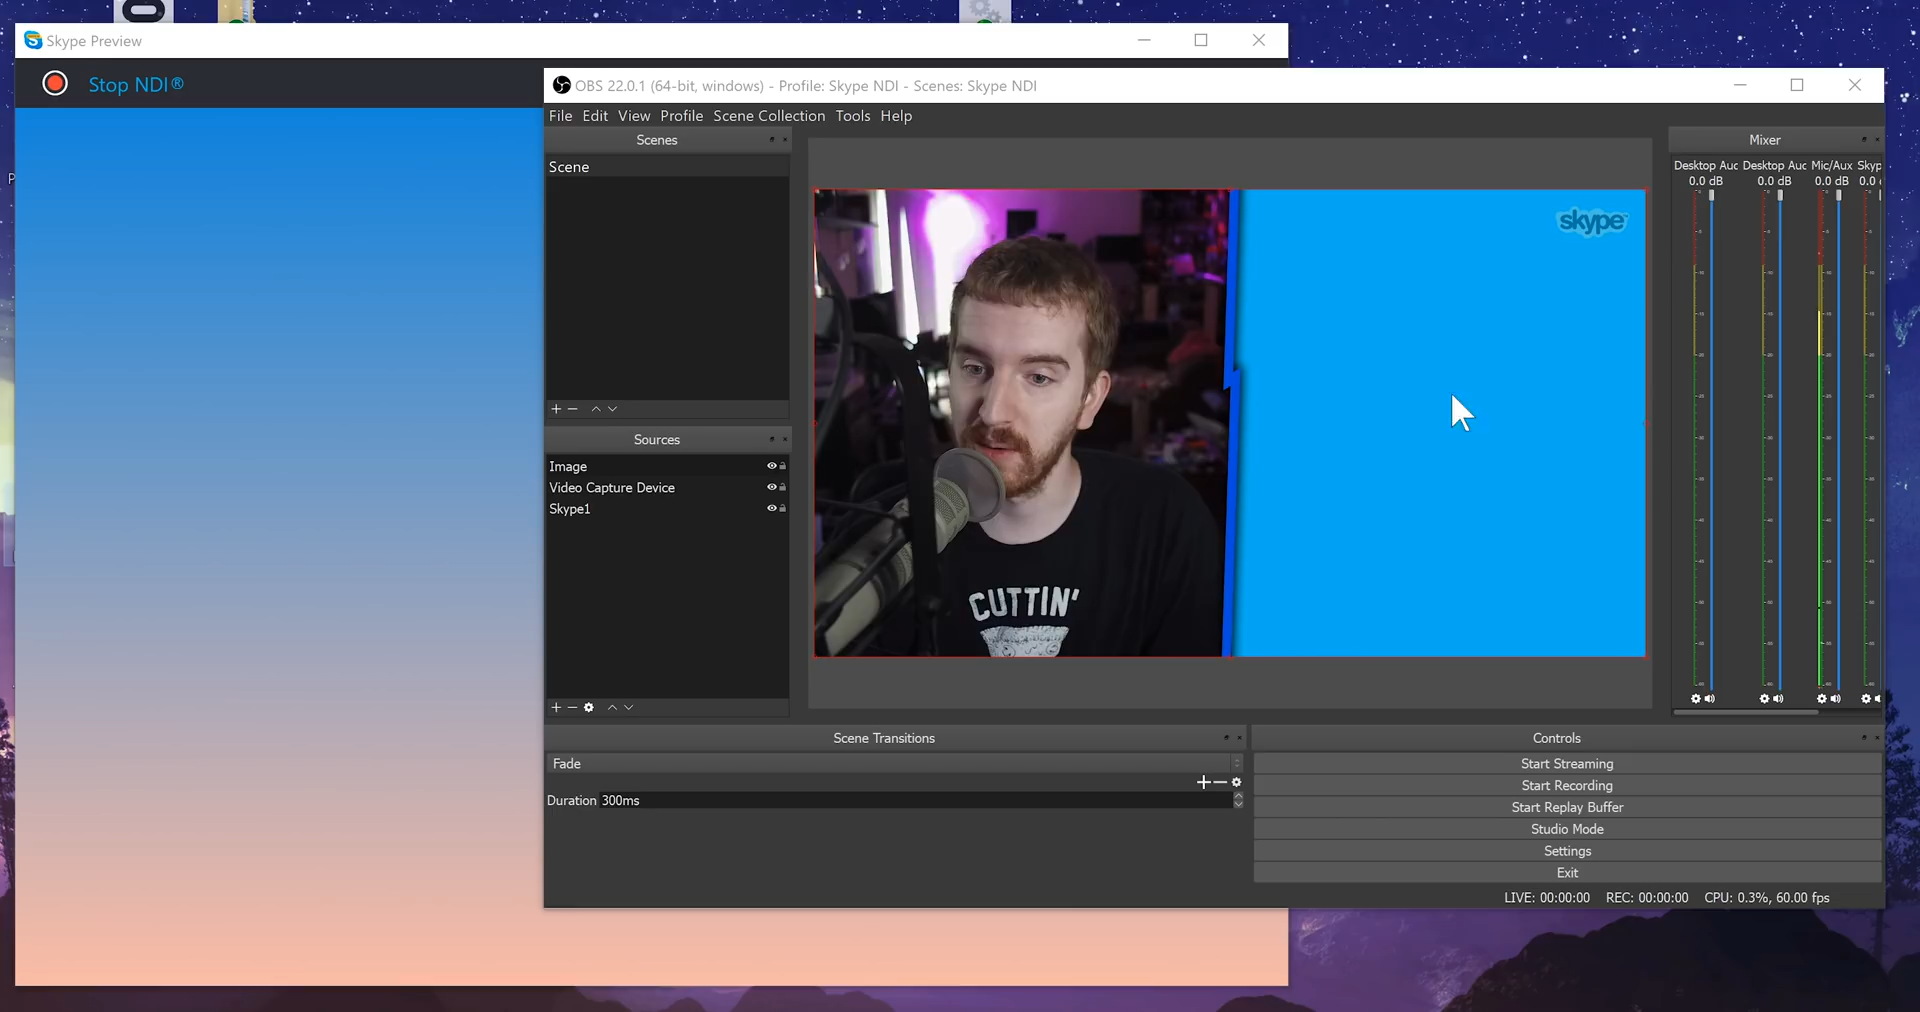 Skype Preview
Stop NDI®
OBS 22.0.1 (64-bit, windows) - Profile: Skype NDI - Scenes: Skype NDI
File Edit View Profile Scene Collection Tools Help
Scenes
Scene
Sources
Image
Video Capture Device
Skype1
skype
CUTTIN'
Mixer
Desktop Auc Desktop Auc Mic/Aux Skyp
0.0 dB 0.0 dB 0.0 dB 0.0
Scene Transitions
Fade
Duration 300ms
Controls
Start Streaming
Start Recording
Start Replay Buffer
Studio Mode
Settings
Exit
LIVE: 00:00:00 REC: 00:00:00 CPU: 0.3%, 60.00 fps